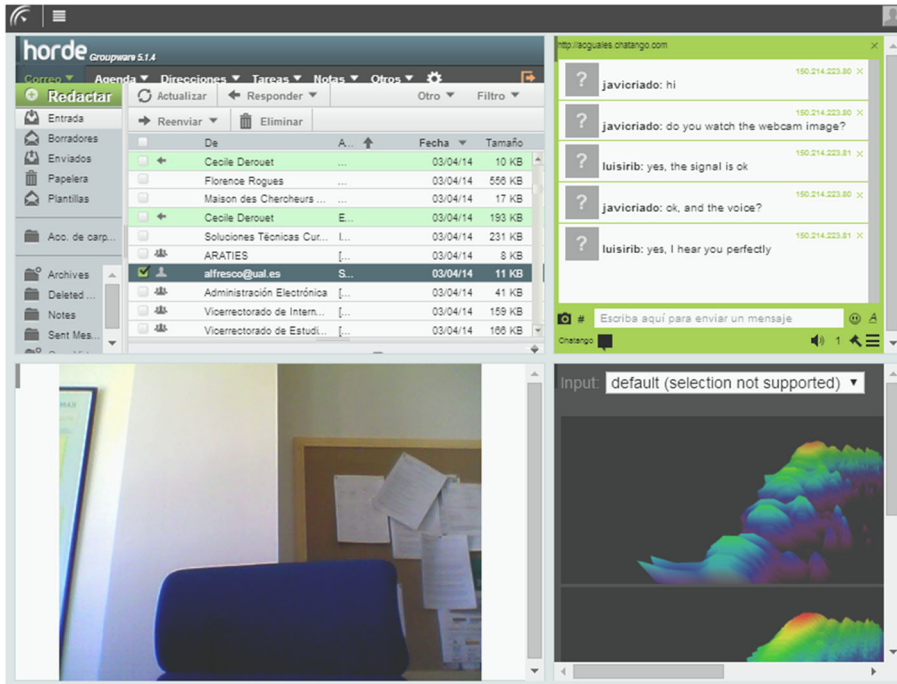 horde Groupware 5.1.4
Correo Agenda Direcciones Tareas Notas Otros
Redactar
Entrada
Borradores
Enviados
Papelera
Plantillas
Acc. de carp...
Archives
Deleted ...
Notes
Sent Mes...
Actualizar Responder Otro Filtro
Reenviar Eliminar
De A... Fecha Tamaño
Cecile Derouet ... 03/04/14 10 KB
Florence Rogues ... 03/04/14 556 KB
Maison des Chercheurs ... ... 03/04/14 17 KB
Cecile Derouet E... 03/04/14 193 KB
Soluciones Técnicas Cur... I... 03/04/14 231 KB
ARATIES [... 03/04/14 8 KB
alfresco@ual.es S... 03/04/14 11 KB
Administración Electrónica [... 03/04/14 41 KB
Vicerrectorado de Intern... [... 03/04/14 159 KB
Vicerrectorado de Estudi... [... 03/04/14 166 KB
http://acguales.chatango.com
150.214.223.80
javicriado: hi
150.214.223.80
javicriado: do you watch the webcam image?
150.214.223.81
luisirib: yes, the signal is ok
150.214.223.80
javicriado: ok, and the voice?
150.214.223.81
luisirib: yes, I hear you perfectly
# Escriba aquí para enviar un mensaje
Chatango 1
Input: default (selection not supported)